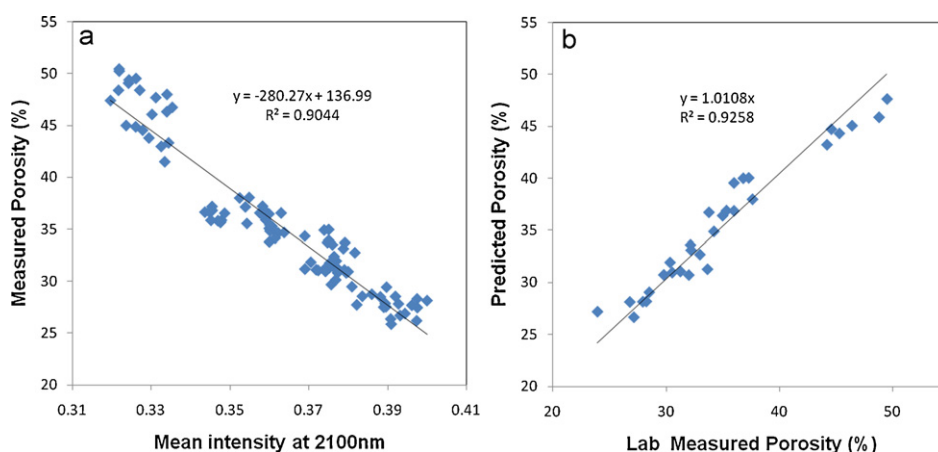 a
y = -280.27x + 136.99
R² = 0.9044
Measured Porosity (%)
55
50
45
40
35
30
25
20
0.31 0.33 0.35 0.37 0.39 0.41
Mean intensity at 2100nm
b
y = 1.0108x
R² = 0.9258
Predicted Porosity (%)
55
50
45
40
35
30
25
20
20 30 40 50
Lab Measured Porosity (%)